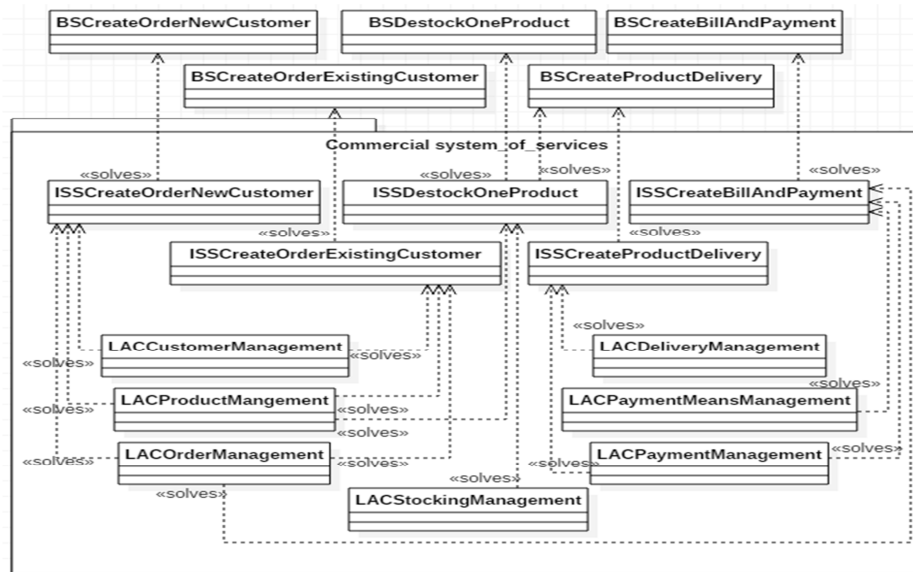 BSCreateOrderNewCustomer
BSDestockOneProduct
BSCreateBillAndPayment
BSCreateOrderExistingCustomer
BSCreateProductDelivery
Commercial system_of_services
«solves»
«solves»
«solves»
«solves»
ISSCreateOrderNewCustomer
ISSDestockOneProduct
ISSCreateBillAndPayment
«solves»
«solves»
ISSCreateOrderExistingCustomer
ISSCreateProductDelivery
«solves»
LACCustomerManagement
LACDeliveryManagement
«solves»
«solves»
«solves»
LACProductMangement
LACPaymentMeansManagement
«solves»
«solves»
«solves»
«solves»
LACOrderManagement
LACPaymentManagement
«solves»
«solves»
«solves»
«solves»
«solves»
LACStockingManagement